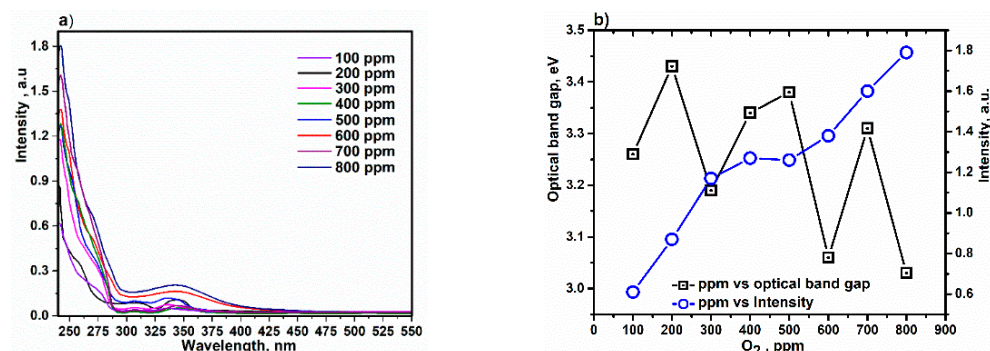 a)
Intensity , a.u
1.8
1.5
1.2
0.9
0.6
0.3
0.0
100 ppm
200 ppm
300 ppm
400 ppm
500 ppm
600 ppm
700 ppm
800 ppm
250 275 300 325 350 375 400 425 450 475 500 525 550
Wavelength, nm
b)
Optical band gap, eV
3.5
3.4
3.3
3.2
3.1
3.0
ppm vs optical band gap
ppm vs Intensity
0 100 200 300 400 500 600 700 800 900
O2 , ppm
1.8
1.6
1.4
1.2
1.0
0.8
0.6
Intensity, a.u.